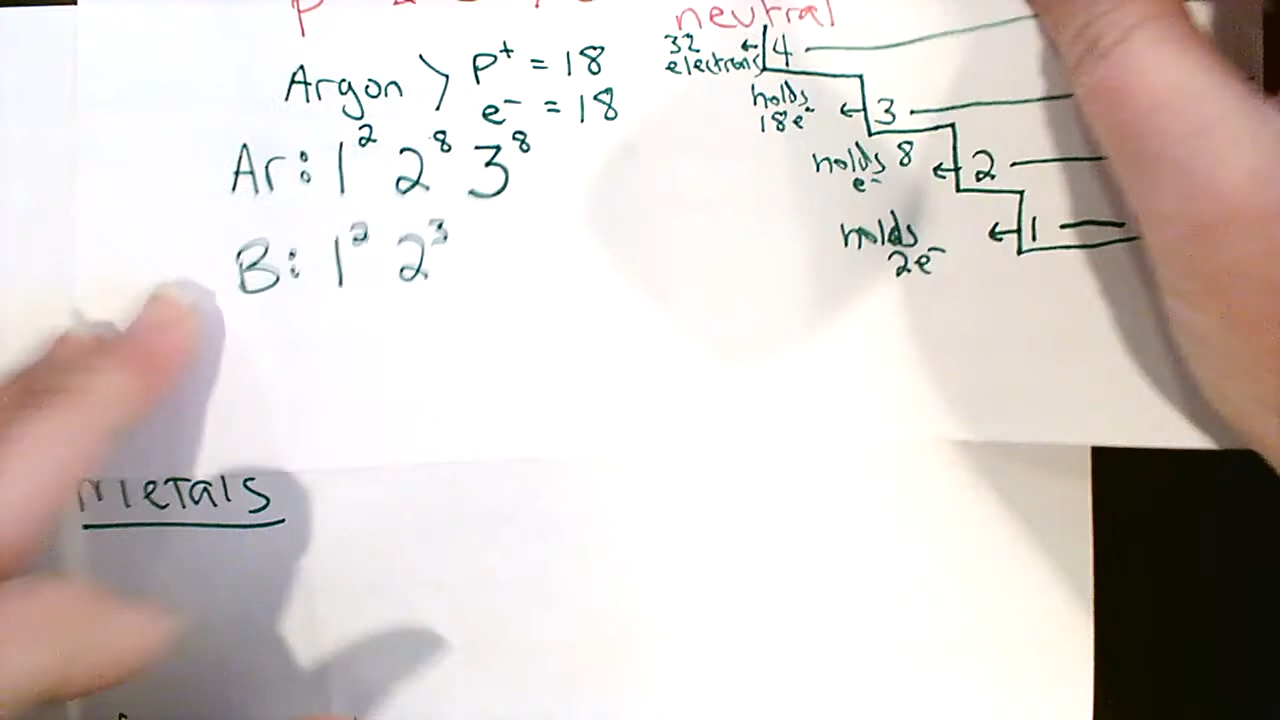 neutral
Argon > p⁺ = 18
e⁻ = 18
Ar: 1² 2⁸ 3⁸
B: 1² 2³
32 electrons ← 4
holds 18e⁻ ← 3
holds 8 e⁻ ← 2
holds 2e⁻ ← 1
Metals